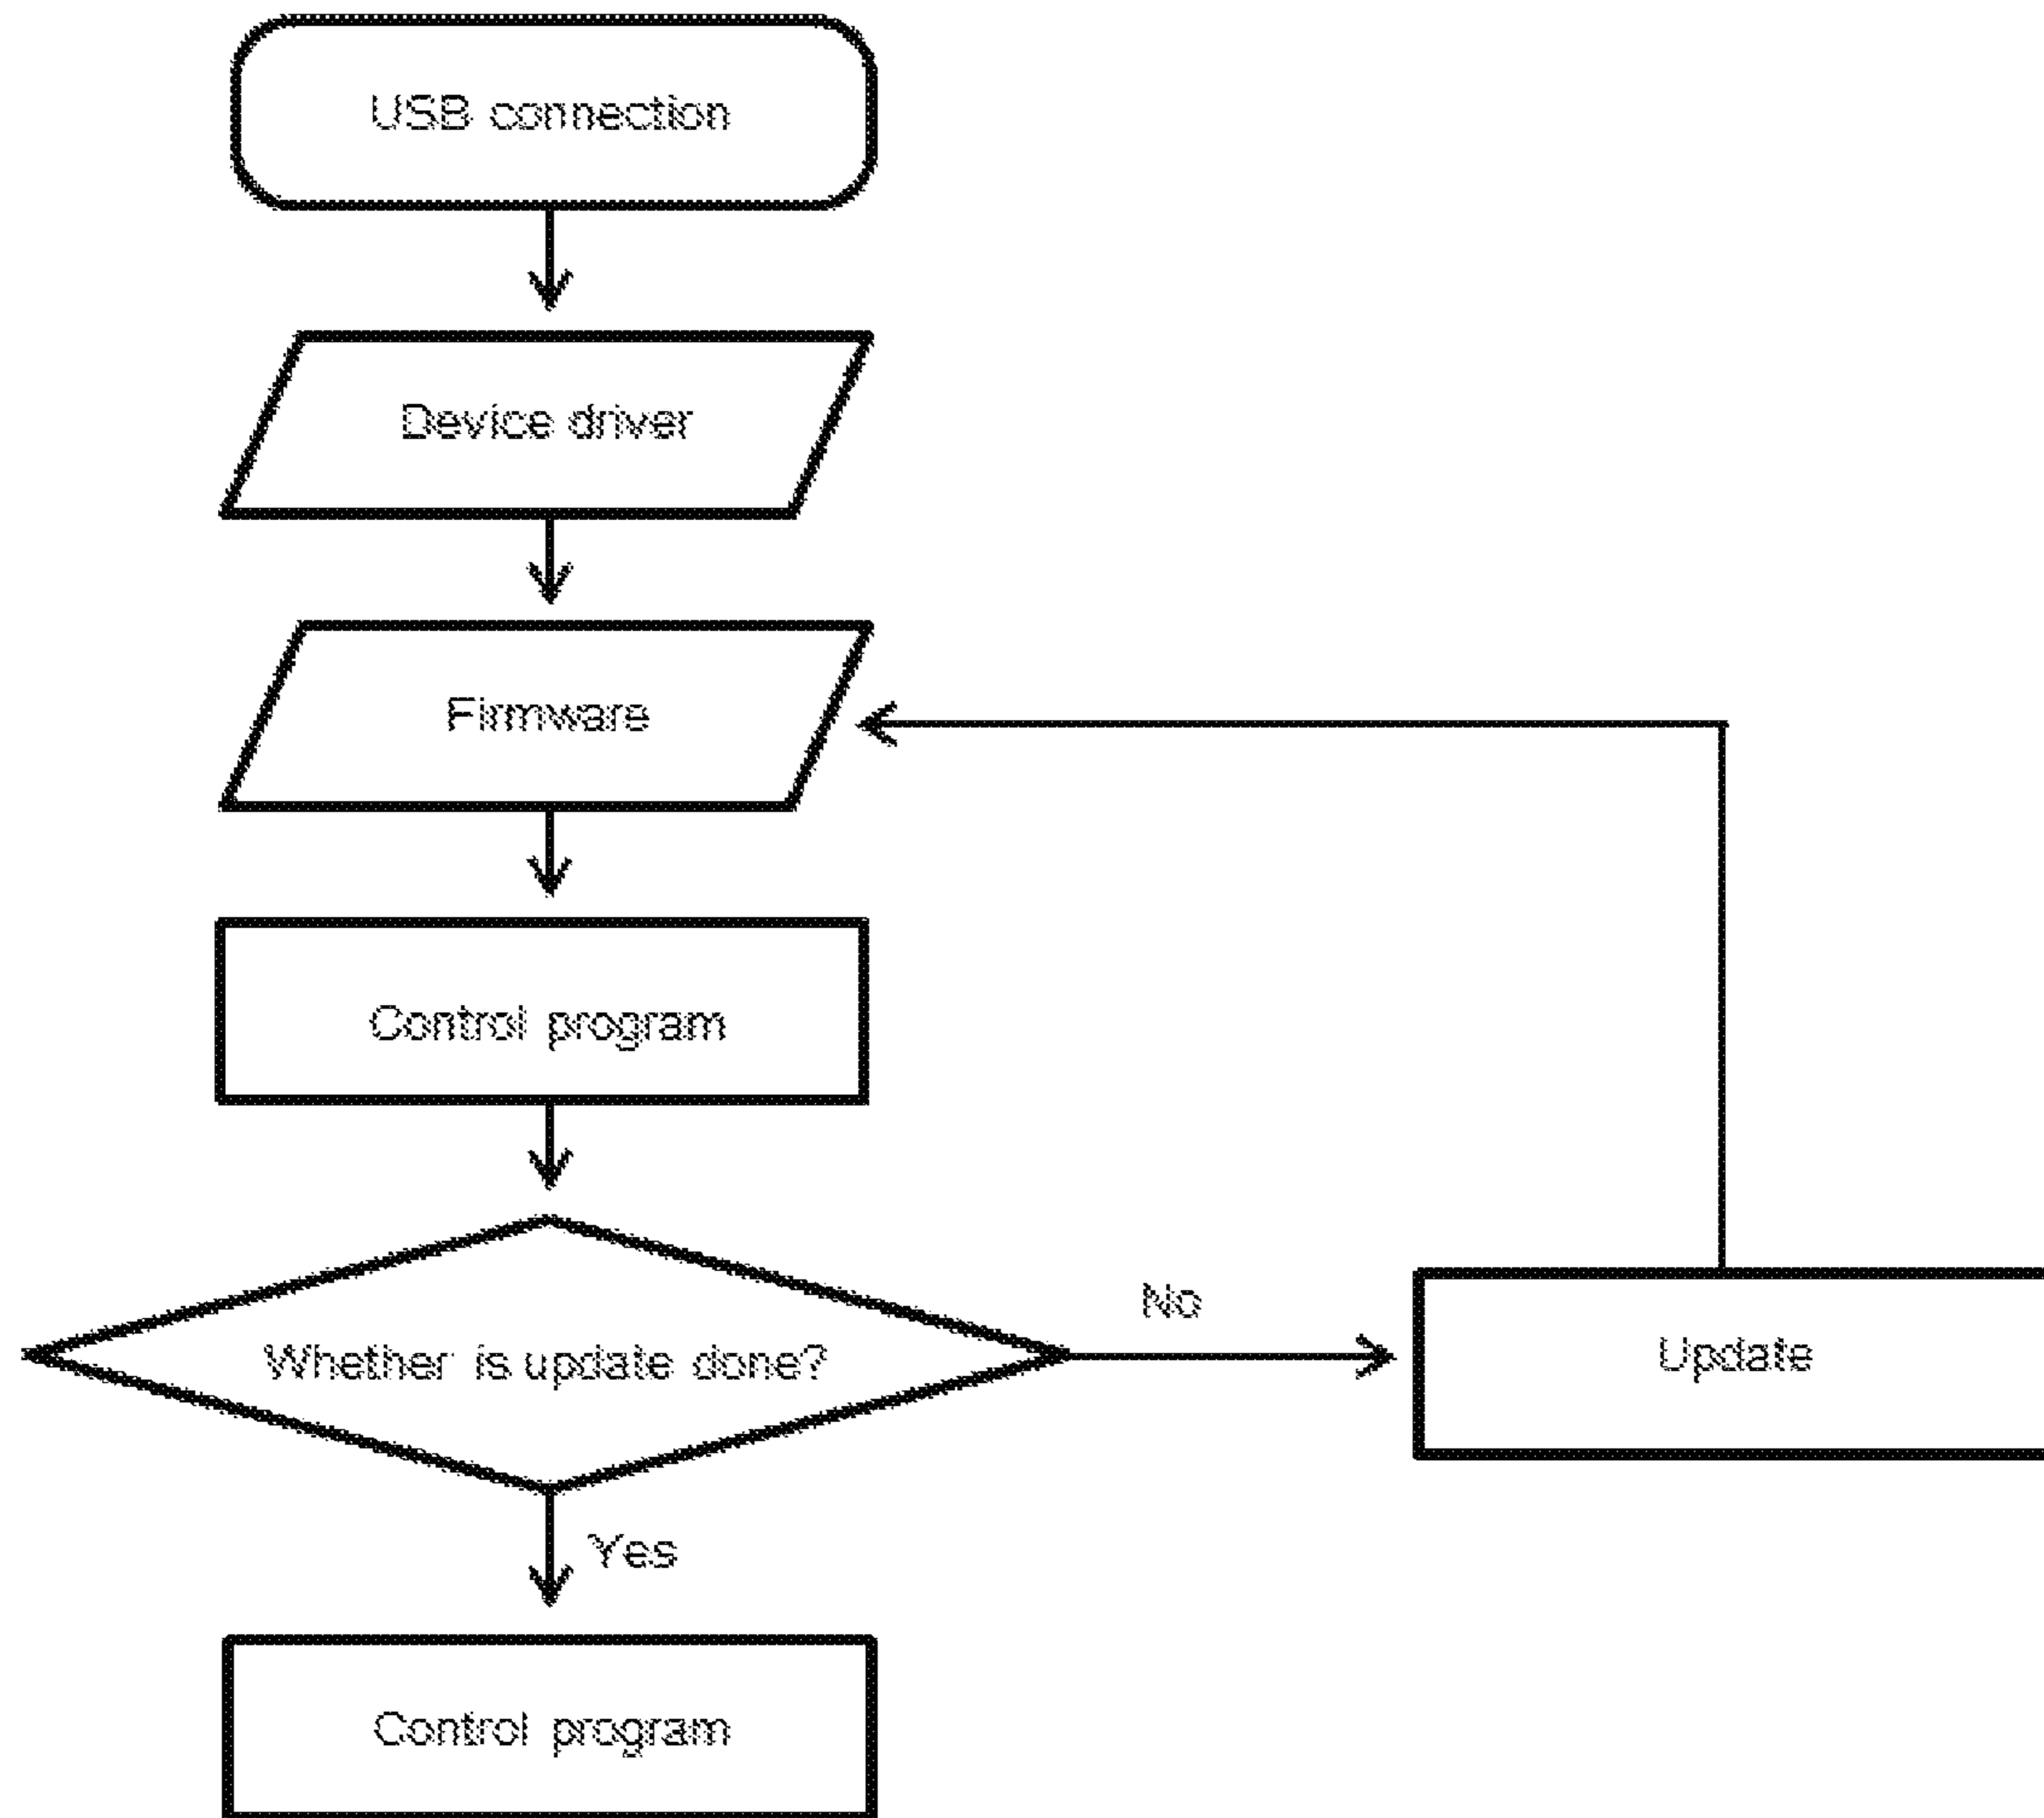 USB connection
Device driver
Firmware
Control program
Whether is update done?
No
Update
Yes
Control program